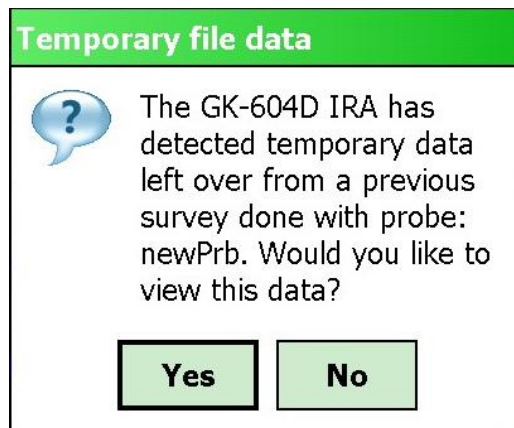 Temporary file data
?
The GK-604D IRA has
detected temporary data
left over from a previous
survey done with probe:
newPrb. Would you like to
view this data?
Yes
No